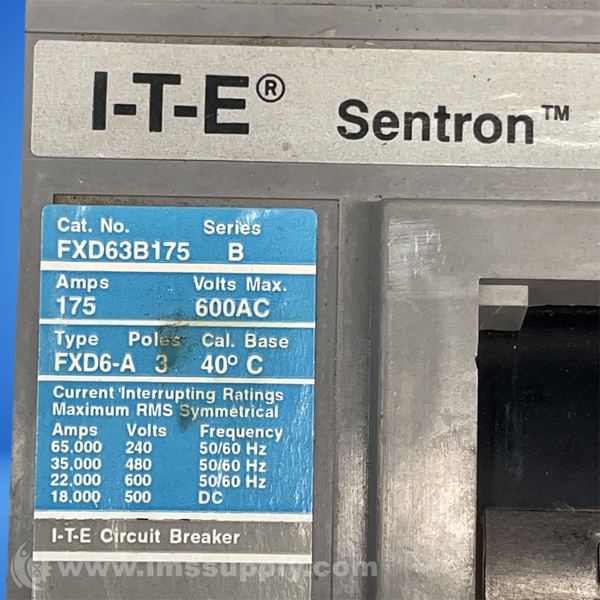 I-T-E® Sentron™
Cat. No. Series
FXD63B175 B
Amps Volts Max.
175 600AC
Type Poles Cal. Base
FXD6-A 3 40º C
Current Interrupting Ratings
Maximum RMS Symmetrical
Amps Volts Frequency
65,000 240 50/60 Hz
35,000 480 50/60 Hz
22,000 600 50/60 Hz
18,000 500 DC
I-T-E Circuit Breaker
www.imssupply.com